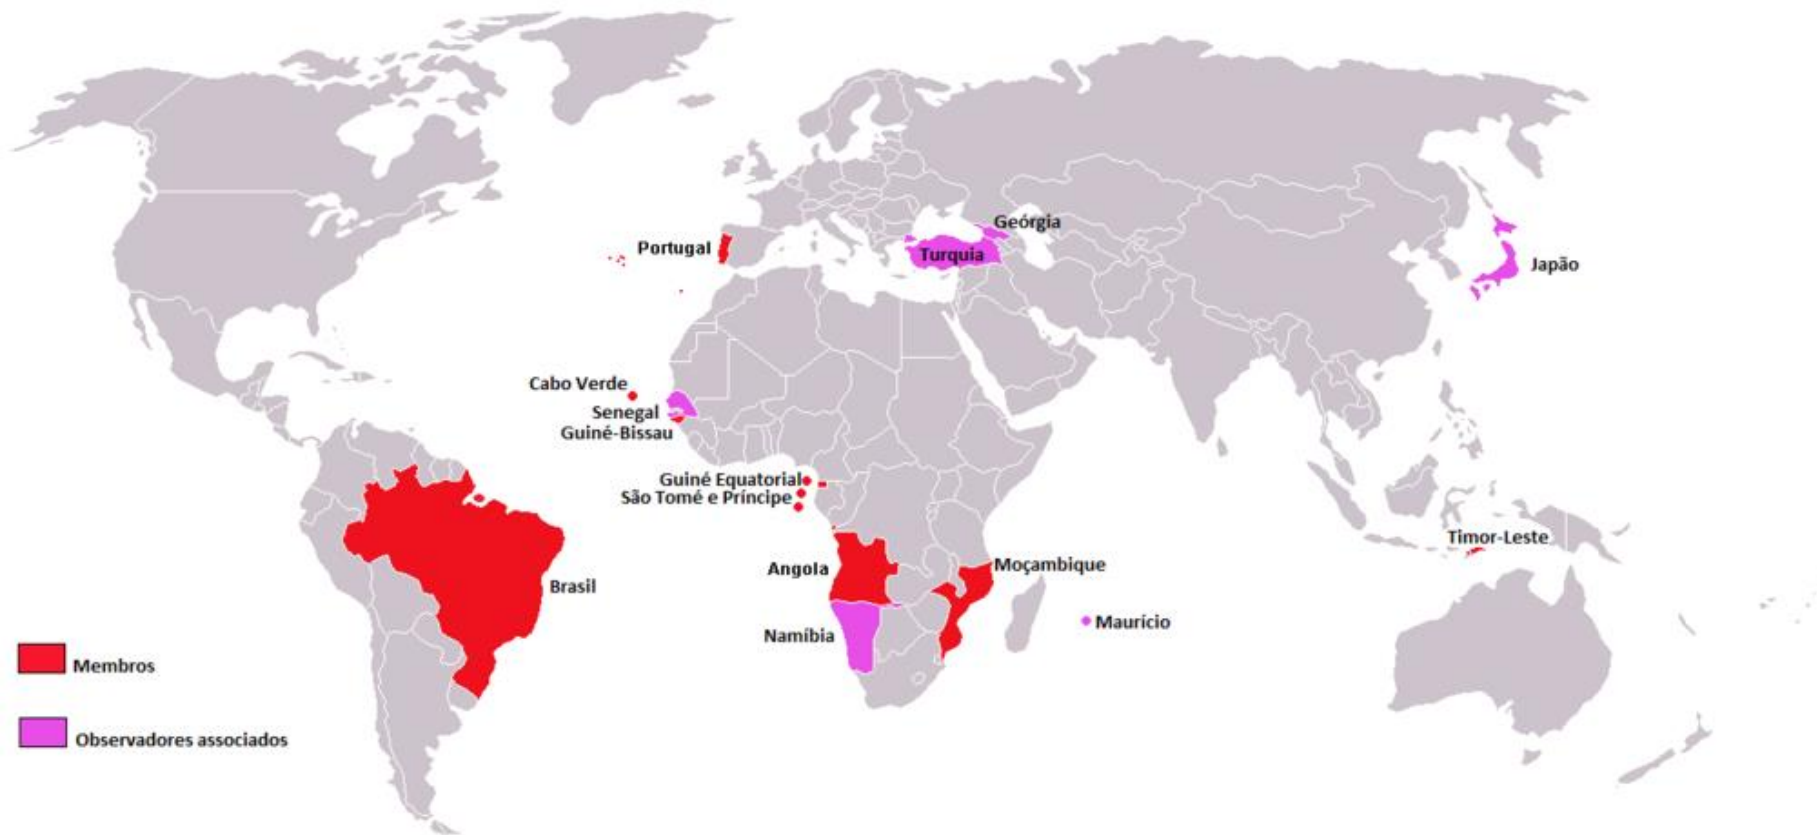 Geórgia
Portugal
Turquia
Japão
Cabo Verde
Senegal
Guiné-Bissau
Guiné Equatorial
São Tomé e Príncipe
Timor-Leste
Angola
Moçambique
Brasil
Maurício
Namíbia
Membros
Observadores associados